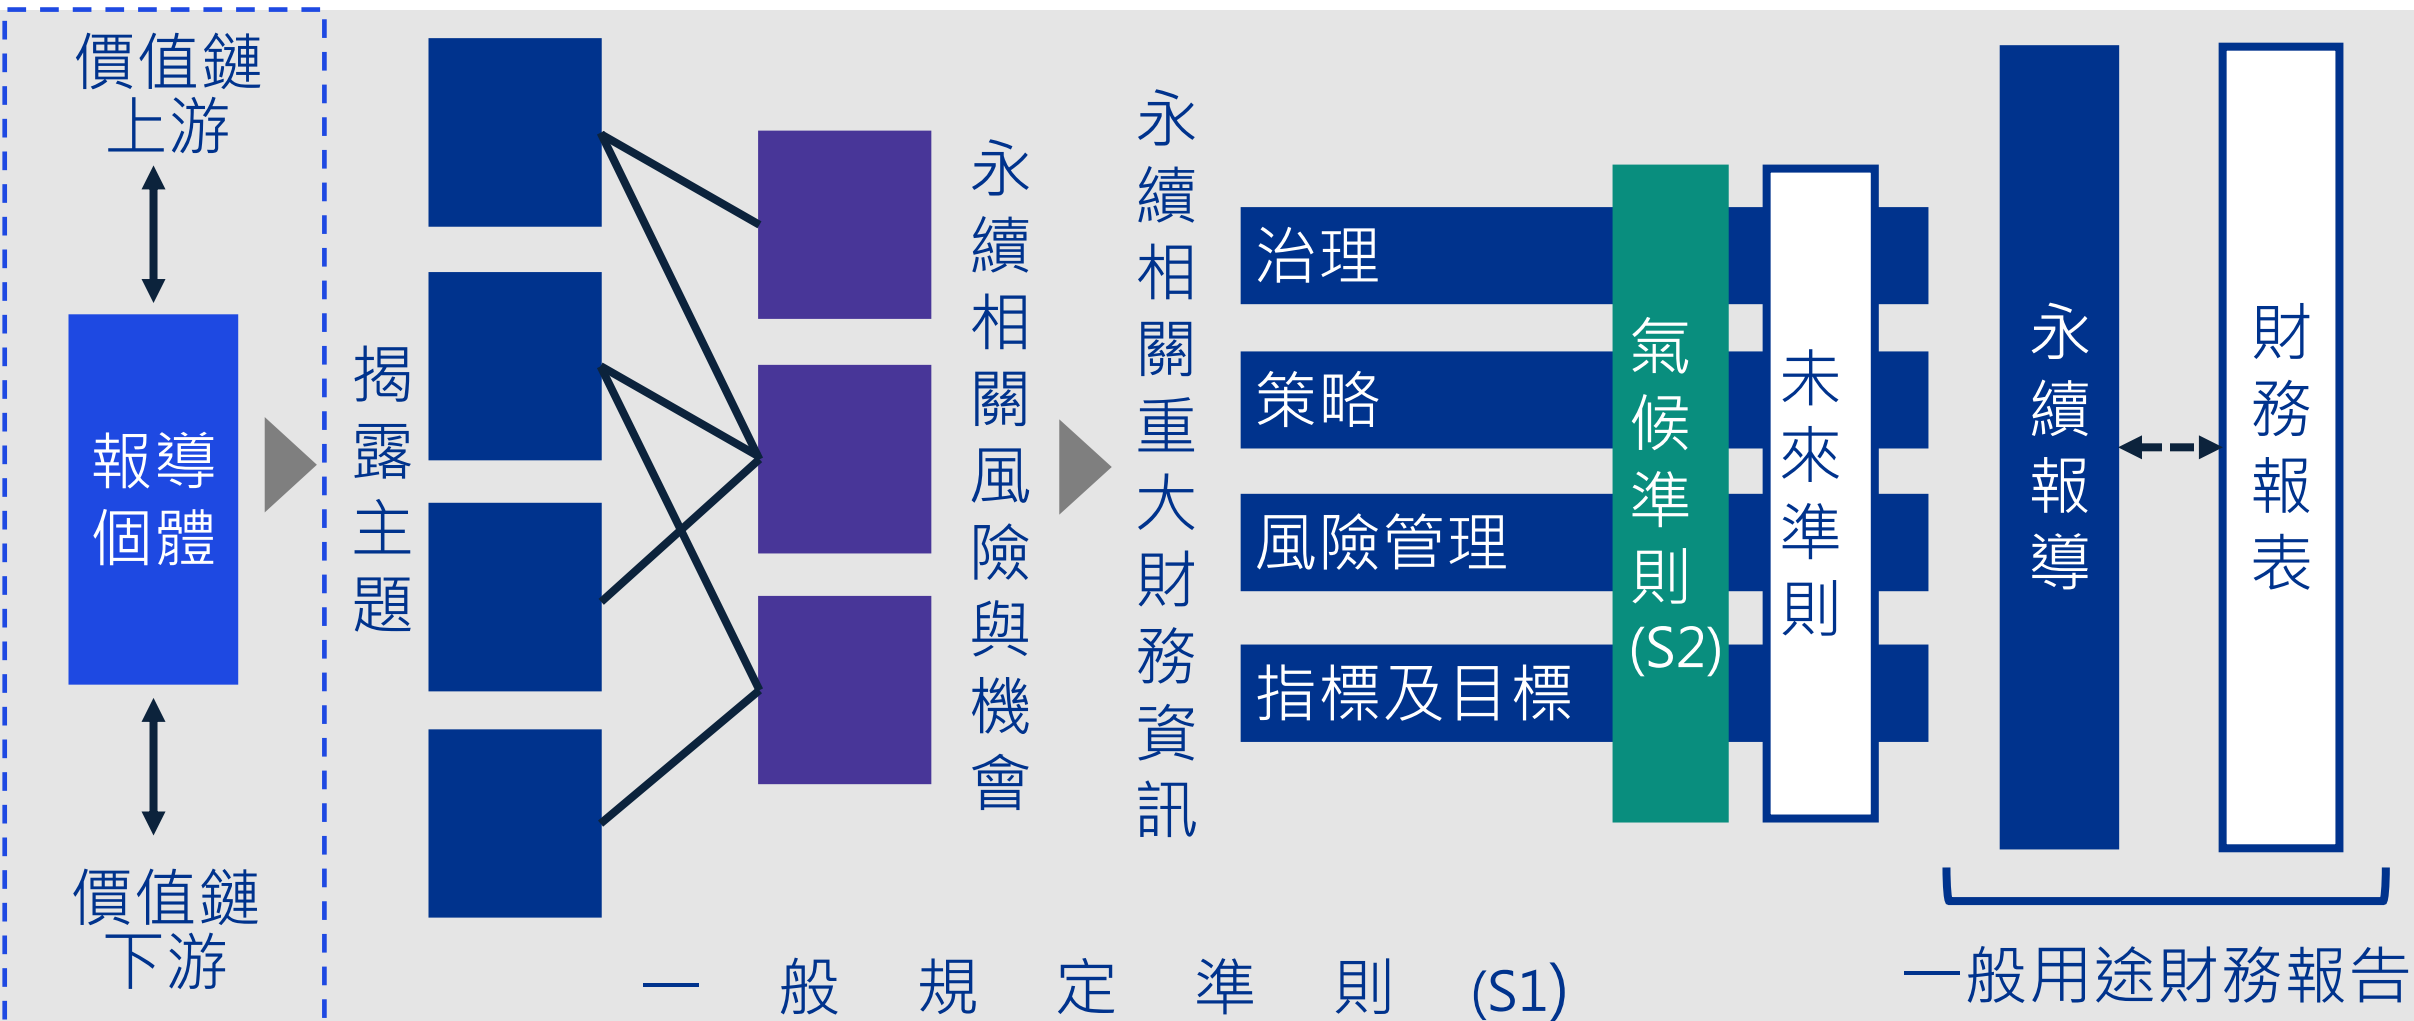 價值鏈
上游
報導
個體
價值鏈
下游
揭露主題
永續相關風險與機會
永續相關重大財務資訊
治理
策略
風險管理
指標及目標
氣候準則
(S2)
未來準則
永續報導
財務報表
一般規定準則(S1)
一般用途財務報告